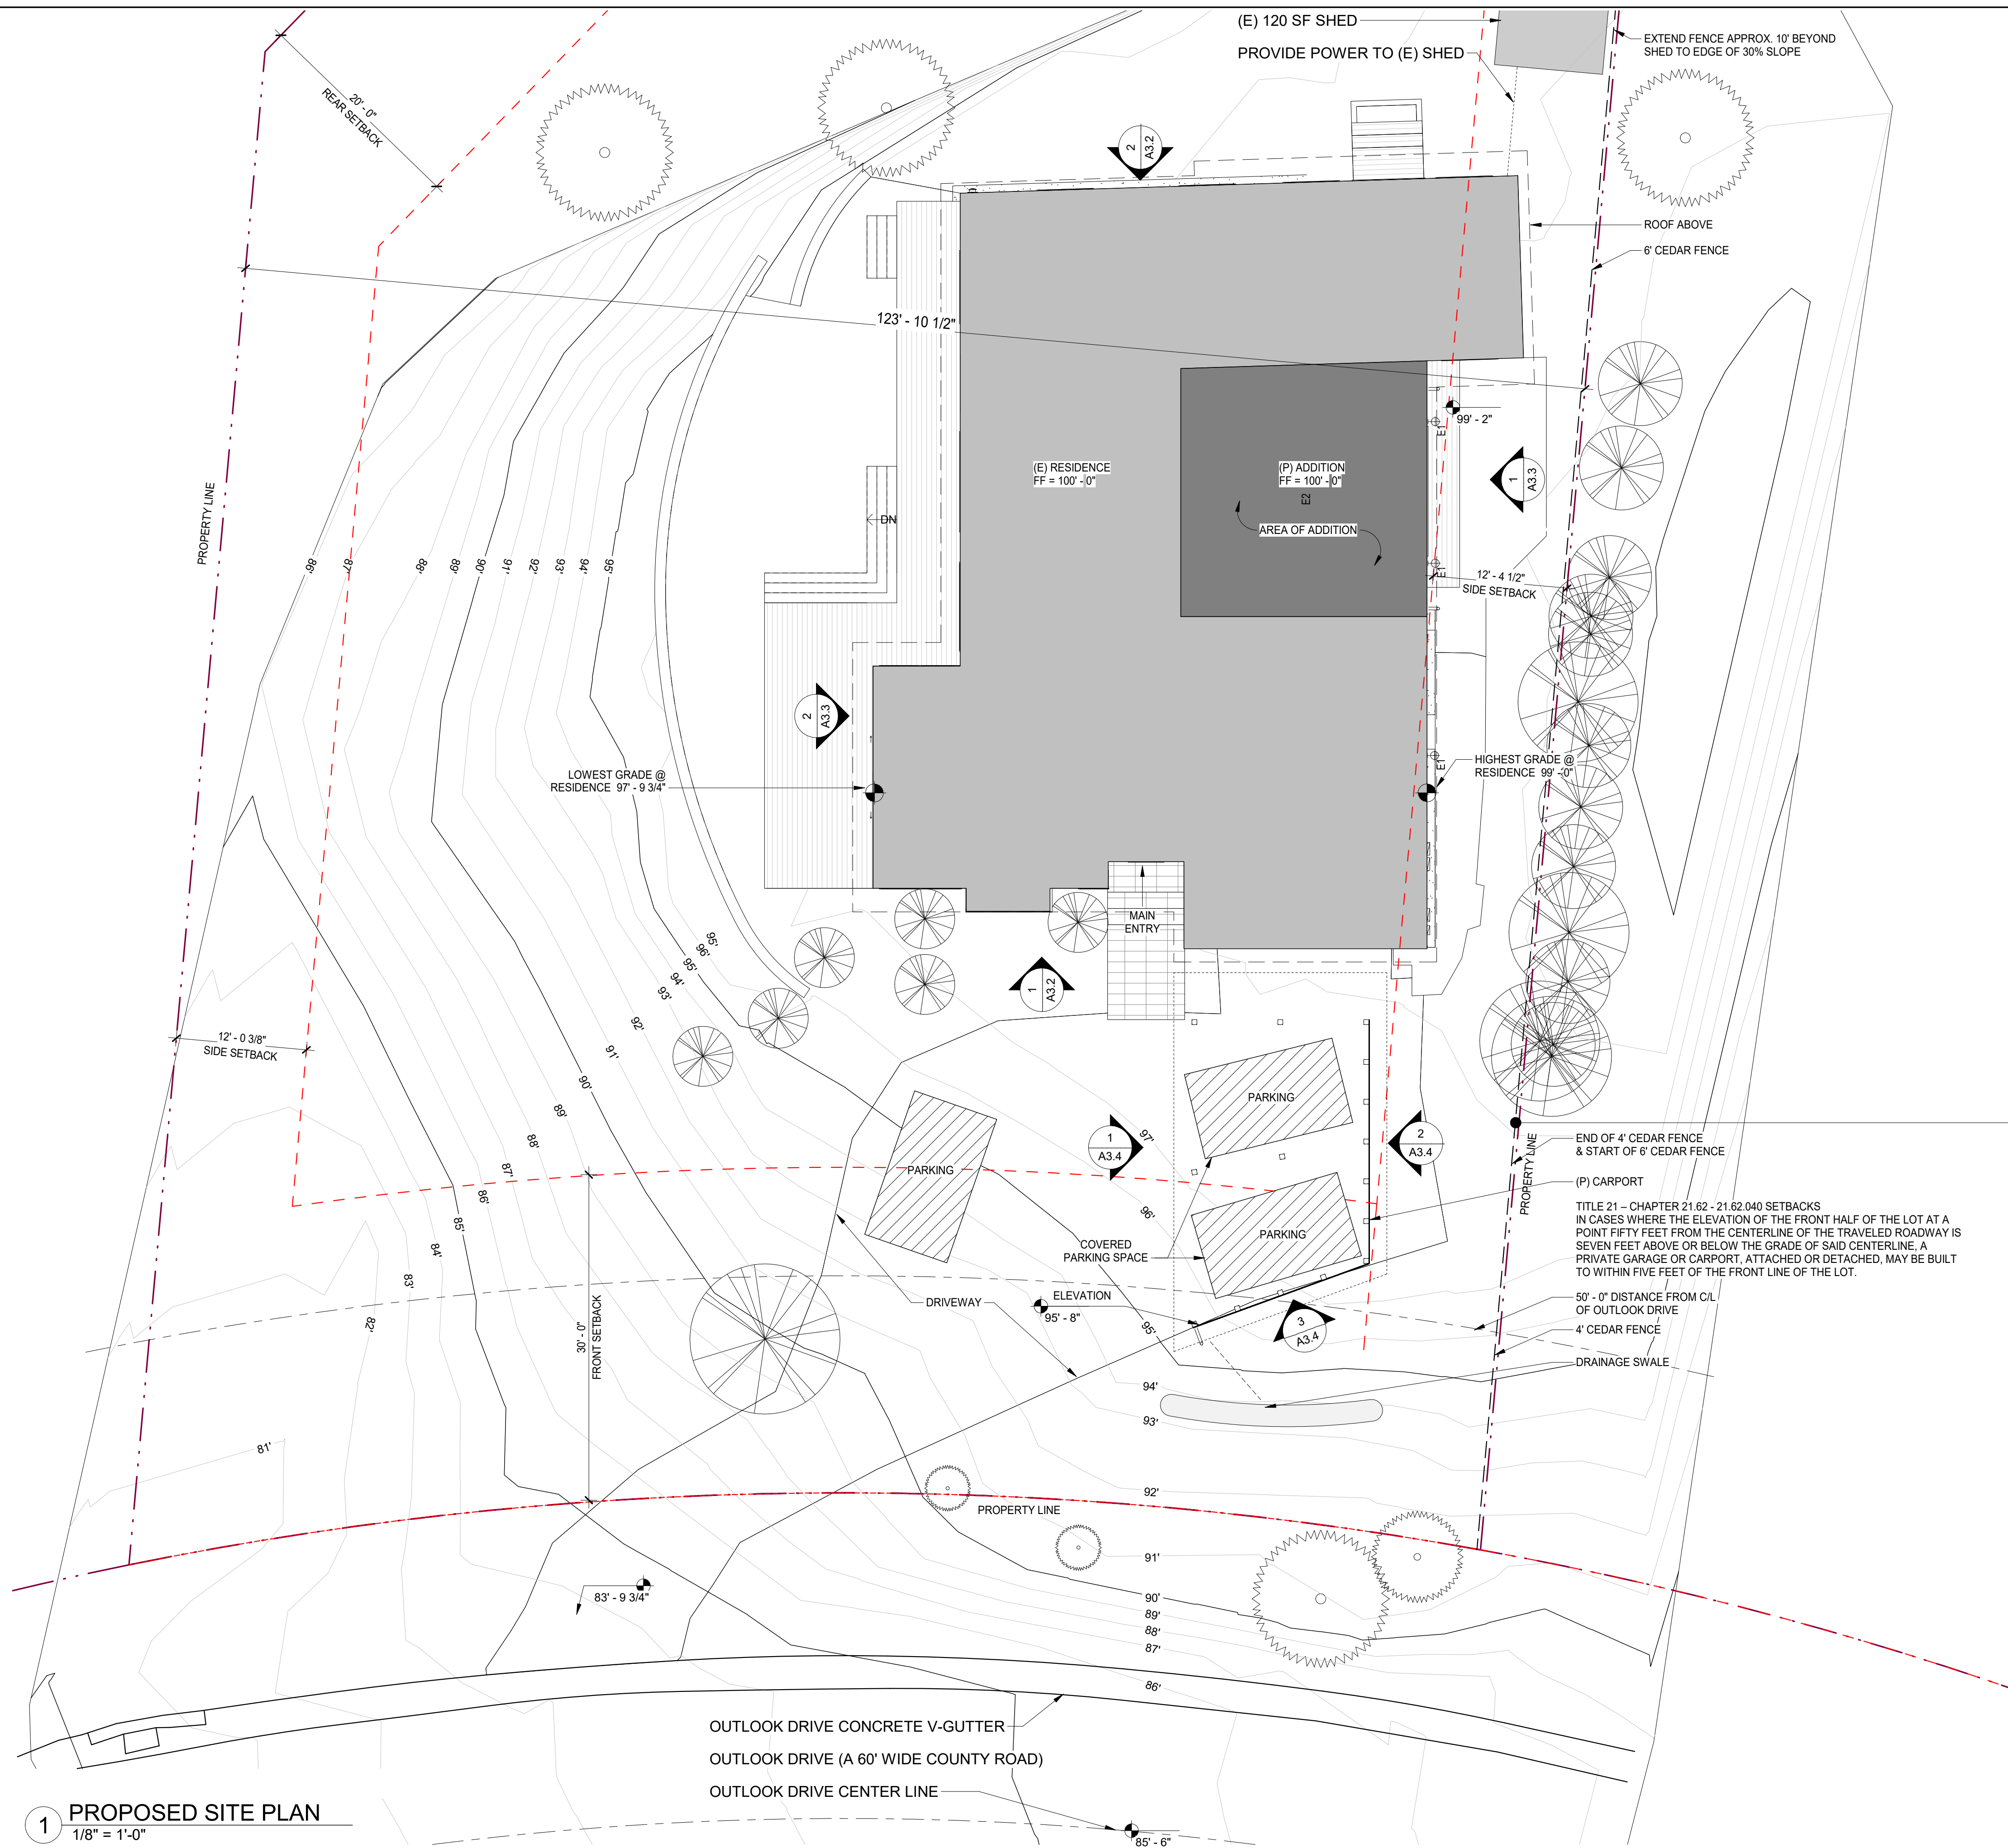 (E) 120 SF SHED
PROVIDE POWER TO (E) SHED
EXTEND FENCE APPROX. 10' BEYOND
SHED TO EDGE OF 30% SLOPE
20' - 0"
REAR SETBACK
2
A3.2
ROOF ABOVE
6' CEDAR FENCE
123' - 10 1/2"
99' - 2"
E1
(E) RESIDENCE
FF = 100' - 0"
(P) ADDITION
FF = 100' - 0"
E2
AREA OF ADDITION
1
A3.3
PROPERTY LINE
DN
86'
87'
88'
89'
90'
91'
92'
93'
94'
95'
E1
12' - 4 1/2"
SIDE SETBACK
2
A3.3
LOWEST GRADE @
RESIDENCE 97' - 9 3/4"
E1
HIGHEST GRADE @
RESIDENCE 99' - 0"
MAIN
ENTRY
95'
96'
95'
94'
93'
92'
91'
90'
89'
88'
87'
86'
85'
84'
83'
82'
81'
1
A3.2
12' - 0 3/8"
SIDE SETBACK
PARKING
PARKING
PARKING
1
A3.4
97'
96'
95'
2
A3.4
PROPERTY LINE
END OF 4' CEDAR FENCE
& START OF 6' CEDAR FENCE
(P) CARPORT
TITLE 21 – CHAPTER 21.62 - 21.62.040 SETBACKS
IN CASES WHERE THE ELEVATION OF THE FRONT HALF OF THE LOT AT A
POINT FIFTY FEET FROM THE CENTERLINE OF THE TRAVELED ROADWAY IS
SEVEN FEET ABOVE OR BELOW THE GRADE OF SAID CENTERLINE, A
PRIVATE GARAGE OR CARPORT, ATTACHED OR DETACHED, MAY BE BUILT
TO WITHIN FIVE FEET OF THE FRONT LINE OF THE LOT.
COVERED
PARKING SPACE
30' - 0"
FRONT SETBACK
DRIVEWAY
ELEVATION
95' - 8"
3
A3.4
50' - 0" DISTANCE FROM C/L
OF OUTLOOK DRIVE
4' CEDAR FENCE
DRAINAGE SWALE
94'
93'
92'
PROPERTY LINE
91'
90'
89'
88'
87'
86'
83' - 9 3/4"
OUTLOOK DRIVE CONCRETE V-GUTTER
OUTLOOK DRIVE (A 60' WIDE COUNTY ROAD)
OUTLOOK DRIVE CENTER LINE
85' - 6"
1
PROPOSED SITE PLAN
1/8" = 1'-0"